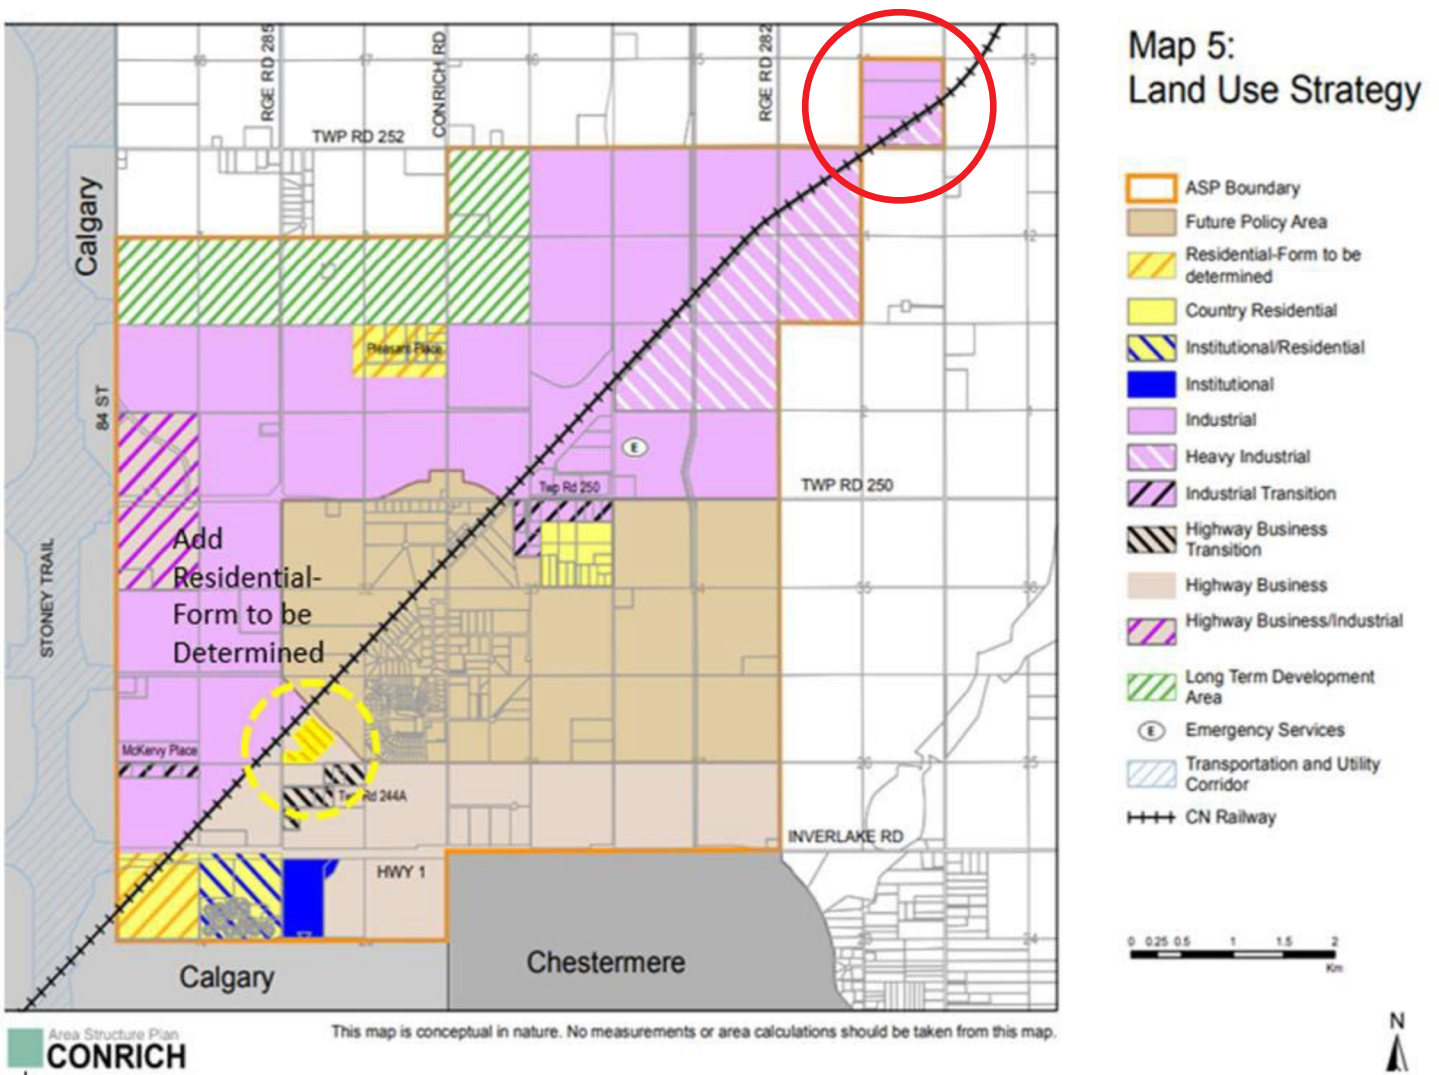 Map 5:
Land Use Strategy
RGE RD 285
CONRICH RD
RGE RD 282
TWP RD 252
Calgary
84 ST
STONEY TRAIL
Pleasant Place
E
Twp Rd 250
TWP RD 250
Add
Residential-
Form to be
Determined
McKervy Place
Twp Rd 244A
INVERLAKE RD
HWY 1
Calgary
Chestermere
ASP Boundary
Future Policy Area
Residential-Form to be
determined
Country Residential
Institutional/Residential
Institutional
Industrial
Heavy Industrial
Industrial Transition
Highway Business
Transition
Highway Business
Highway Business/Industrial
Long Term Development
Area
E Emergency Services
Transportation and Utility
Corridor
CN Railway
0 0.25 0.5 1 1.5 2
Km
N
Area Structure Plan
CONRICH
This map is conceptual in nature. No measurements or area calculations should be taken from this map.